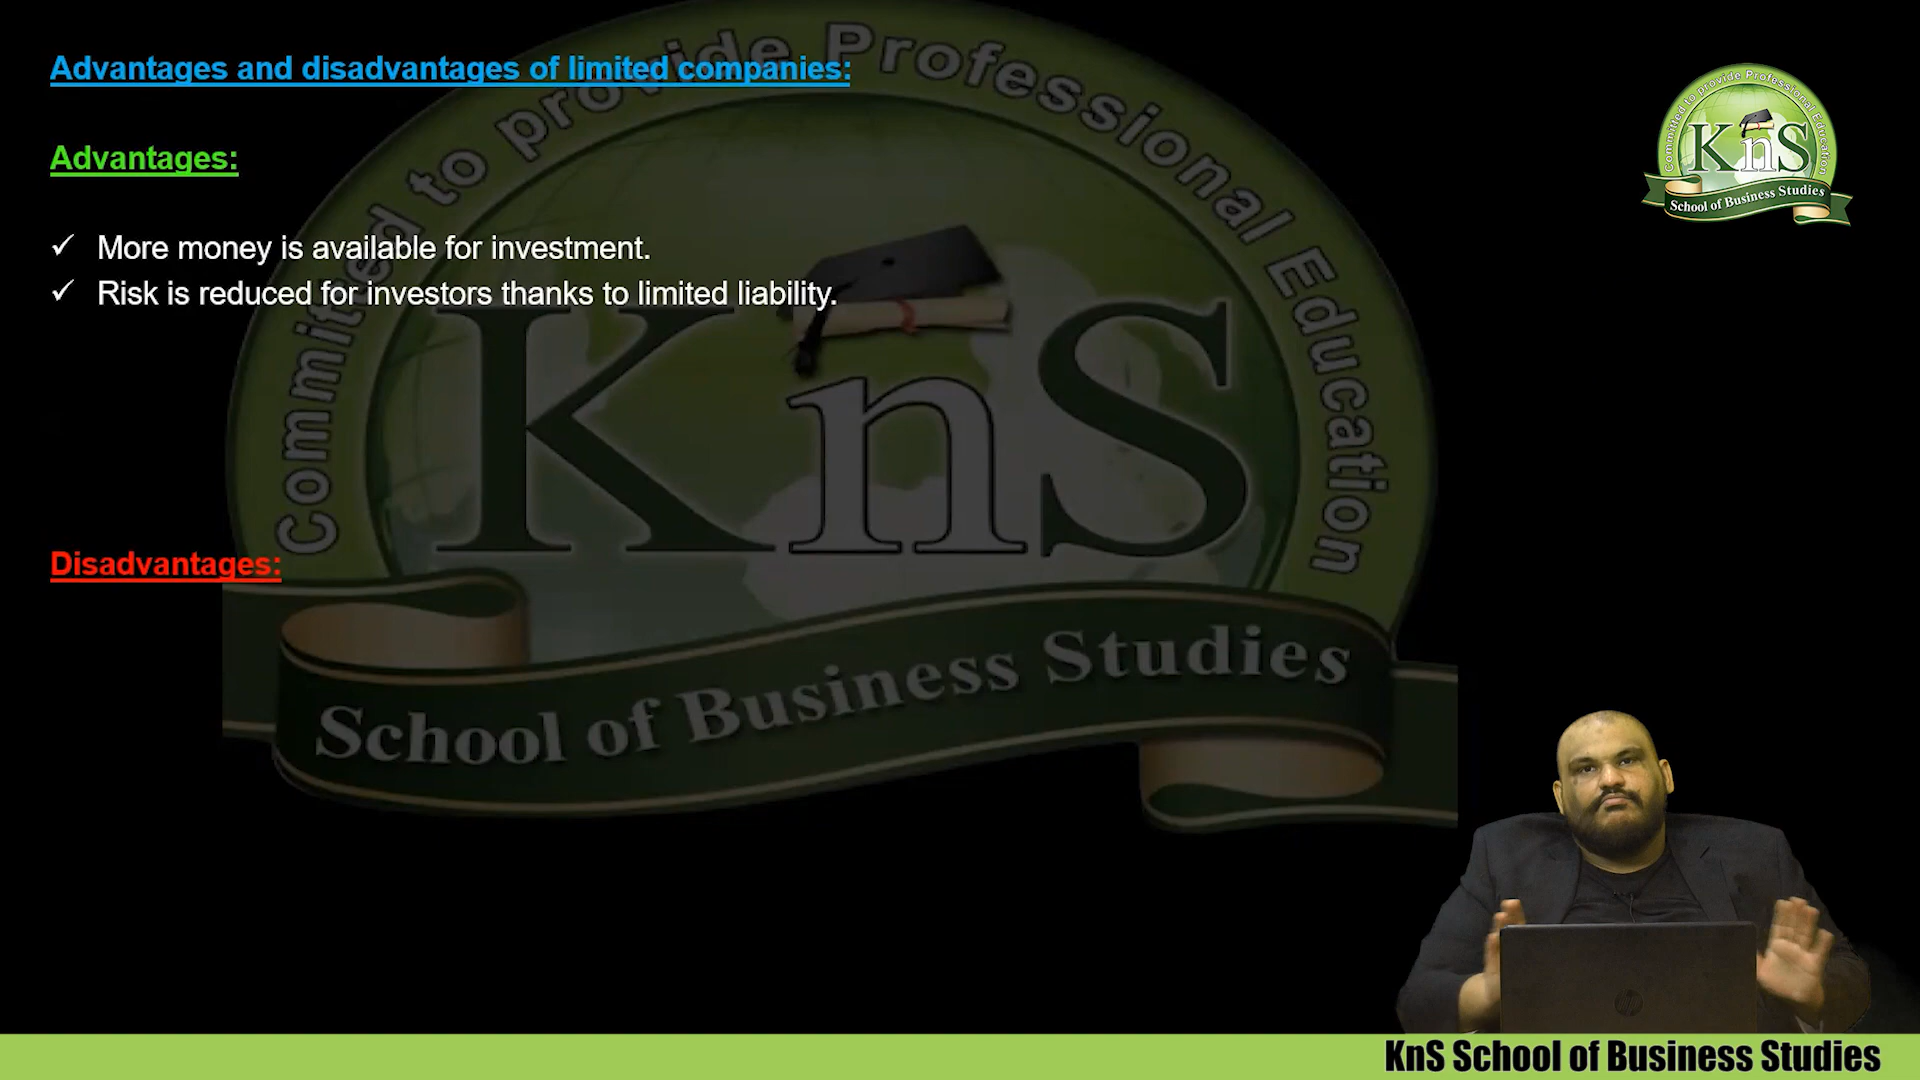 Advantages and disadvantages of limited companies:
Advantages:
✓ More money is available for investment.
✓ Risk is reduced for investors thanks to limited liability.
Disadvantages:
Committed to provide Professional Education
KnS
School of Business Studies
Committed to provide Professional Education
KnS
School of Business Studies
hp
KnS School of Business Studies